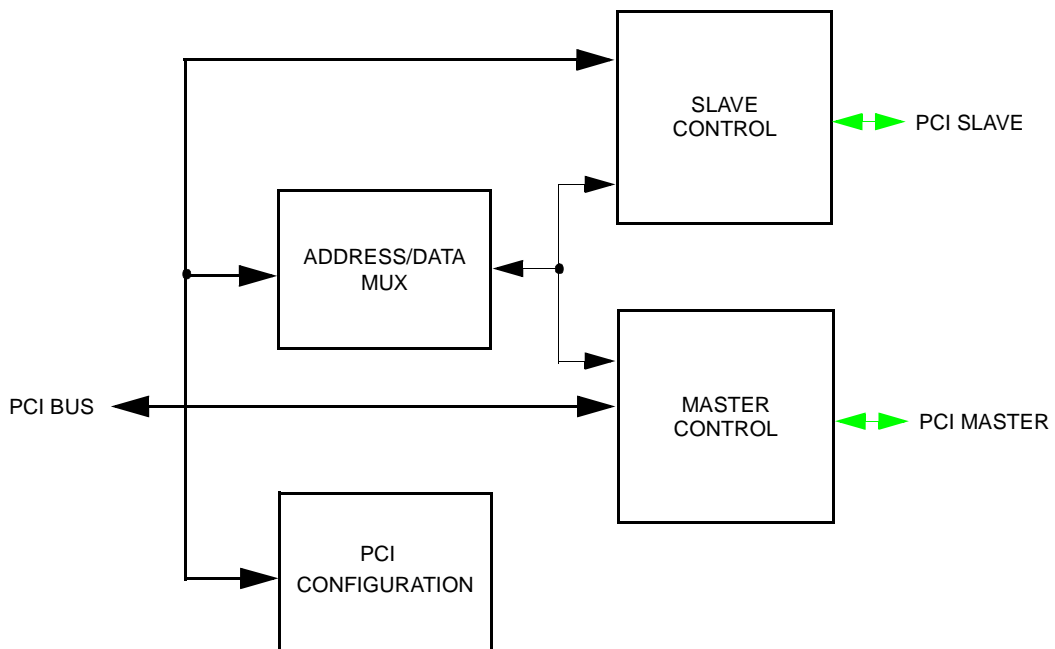 SLAVE
CONTROL
PCI SLAVE
ADDRESS/DATA
MUX
PCI BUS
MASTER
CONTROL
PCI MASTER
PCI
CONFIGURATION